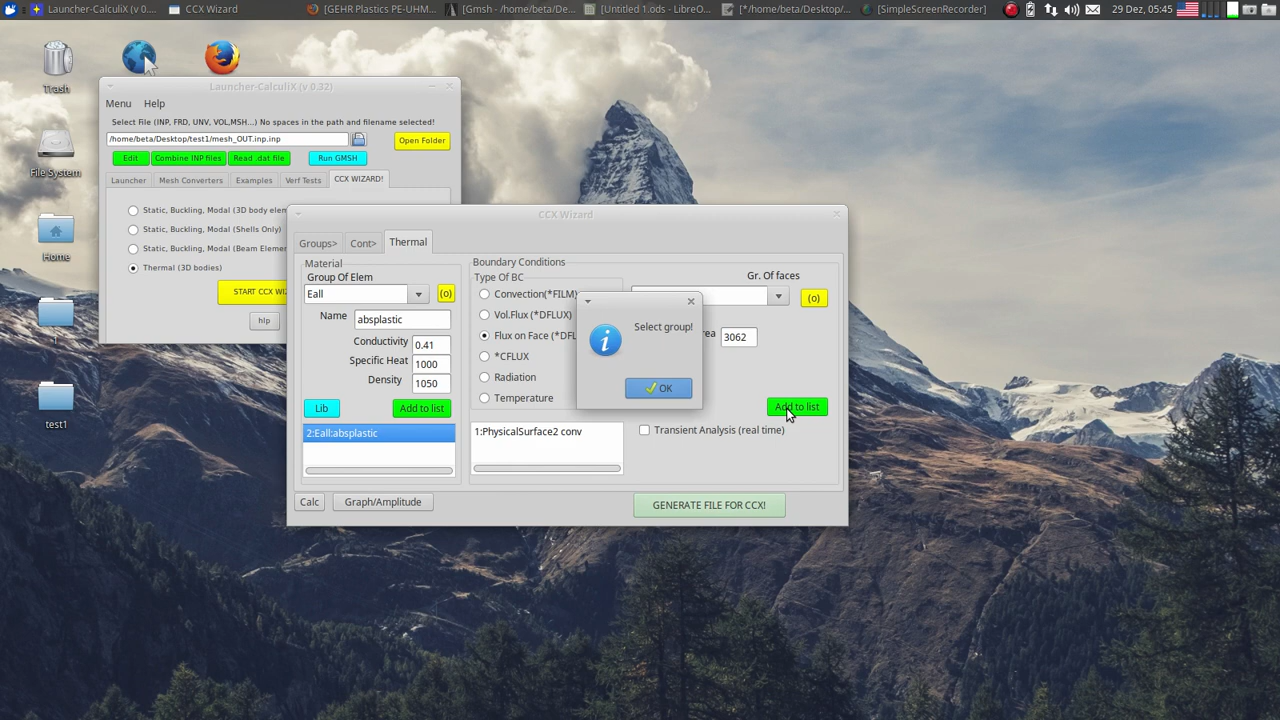 Launcher-CalculiX (v 0....
CCX Wizard
[GEHR Plastics PE-UHM...
[Gmsh - /home/beta/De...
[Untitled 1.ods - LibreO...
[*/home/beta/Desktop/...
[SimpleScreenRecorder]
29 Dez, 05:45
Trash
File System
Home
1
test1
Launcher-CalculiX (v 0.32)
Menu Help
Select File (INP, FRD, UNV, VOL,MSH...) No spaces in the path and filename selected!
/home/beta/Desktop/test1/mesh_OUT.inp.inp
Open Folder
Edit Combine INP files Read .dat file Run GMSH
Launcher Mesh Converters Examples Verf Tests CCX WIZARD!
Static, Buckling, Modal (3D body elem
Static, Buckling, Modal (Shells Only)
Static, Buckling, Modal (Beam Eleme
Thermal (3D bodies)
START CCX WIZ
hlp
CCX Wizard
Groups> Cont> Thermal
Material
Group Of Elem
Eall (o)
Name absplastic
Conductivity 0.41
Specific Heat 1000
Density 1050
Lib Add to list
2:Eall:absplastic
Boundary Conditions
Type Of BC
Convection(*FILM)
Vol.Flux (*DFLUX)
Flux on Face (*DFL
*CFLUX
Radiation
Temperature
Gr. Of faces
(o)
rea 3062
Add to list
1:PhysicalSurface2 conv
Transient Analysis (real time)
Calc Graph/Amplitude GENERATE FILE FOR CCX!
Select group!
OK